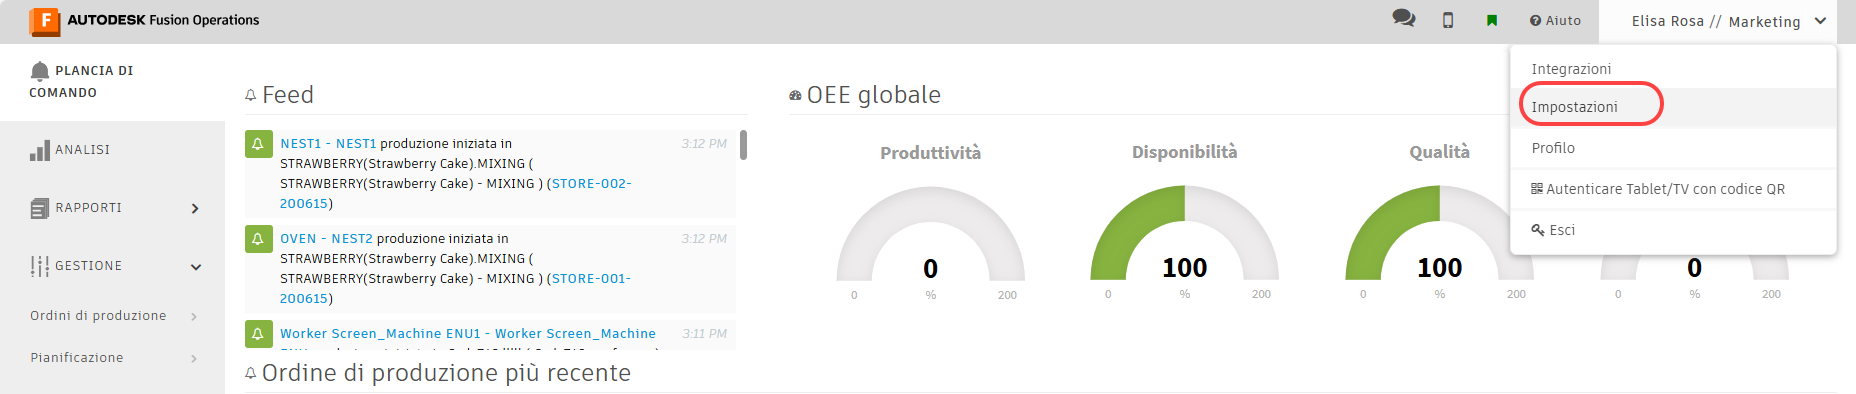 AUTODESK Fusion Operations
Aiuto
Elisa Rosa // Marketing
PLANCIA DI
COMANDO
ANALISI
RAPPORTI
GESTIONE
Ordini di produzione
Pianificazione
Feed
NEST1 - NEST1 produzione iniziata in
3:12 PM
STRAWBERRY(Strawberry Cake).MIXING (
STRAWBERRY(Strawberry Cake) - MIXING ) (STORE-002-
200615)
OVEN - NEST2 produzione iniziata in
3:12 PM
STRAWBERRY(Strawberry Cake).MIXING (
STRAWBERRY(Strawberry Cake) - MIXING ) (STORE-001-
200615)
Worker Screen_Machine ENU1 - Worker Screen_Machine
3:11 PM
Ordine di produzione più recente
OEE globale
Produttività
0
0 % 200
Disponibilità
100
0 % 200
Qualità
100
0 % 200
0
0 % 200
Integrazioni
Impostazioni
Profilo
Autenticare Tablet/TV con codice QR
Esci